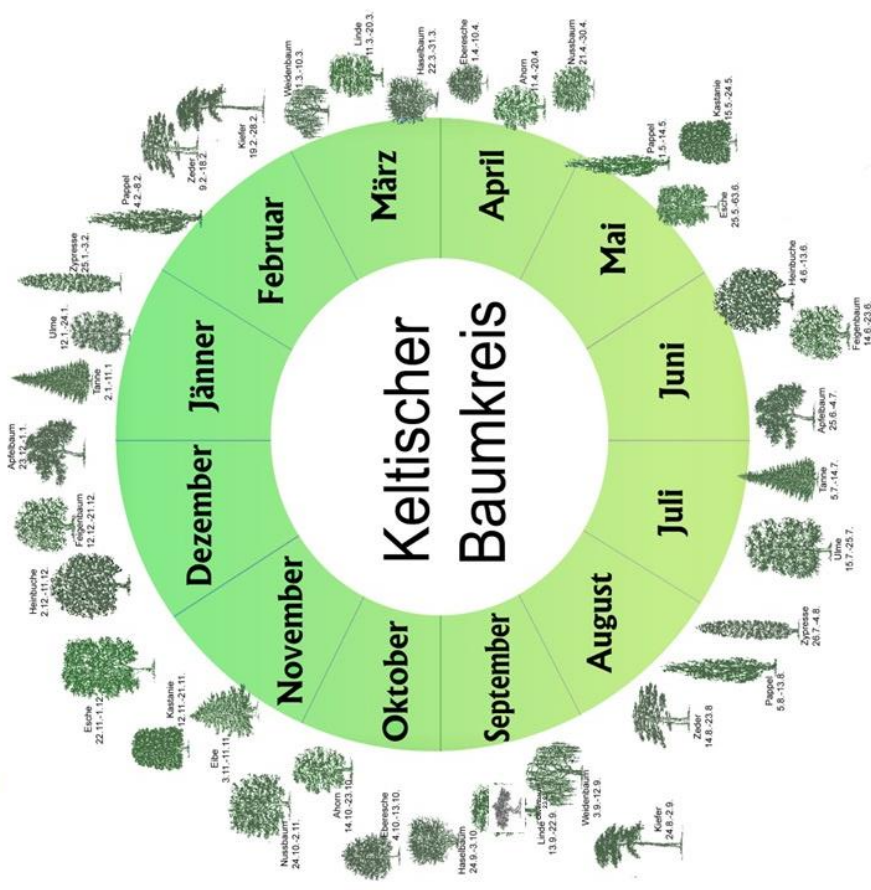 Keltischer
Baumkreis
Jänner
Februar
März
April
Mai
Juni
Juli
August
September
Oktober
November
Dezember
Apfelbaum
23.12.-1.1.
Tanne
2.1.-11.1
Ulme
12.1.-24.1.
Zypresse
25.1.-3.2.
Pappel
4.2.-8.2.
Zeder
9.2.-18.2.
Kiefer
19.2.-28.2.
Weidenbaum
1.3.-10.3.
Linde
11.3.-20.3.
Haselbaum
22.3.-31.3.
Eberesche
1.4.-10.4.
Ahorn
11.4.-20.4
Nussbaum
21.4.-30.4.
Pappel
1.5.-14.5.
Kastanie
15.5.-24.5.
Esche
25.5.-63.6.
Heinbuche
4.6.-13.6.
Feigenbaum
14.6.-23.6.
Apfelbaum
25.6.-4.7.
Tanne
5.7.-14.7.
Ulme
15.7.-25.7.
Zypresse
26.7.-4.8.
Pappel
5.8.-13.8.
Zeder
14.8.-23.8
Kiefer
24.8.-2.9.
Weidenbaum
3.9.-12.9.
Linde
13.9.-22.9.
Haselbaum
24.9.-3.10.
Eberesche
4.10.-13.10.
Ahorn
14.10.-23.10.
Nussbaum
24.10.-2.11.
Eibe
3.11.-11.11.
Kastanie
12.11.-21.11.
Esche
22.11.-1.12.
Heinbuche
2.12.-11.12.
Feigenbaum
12.12.-21.12.